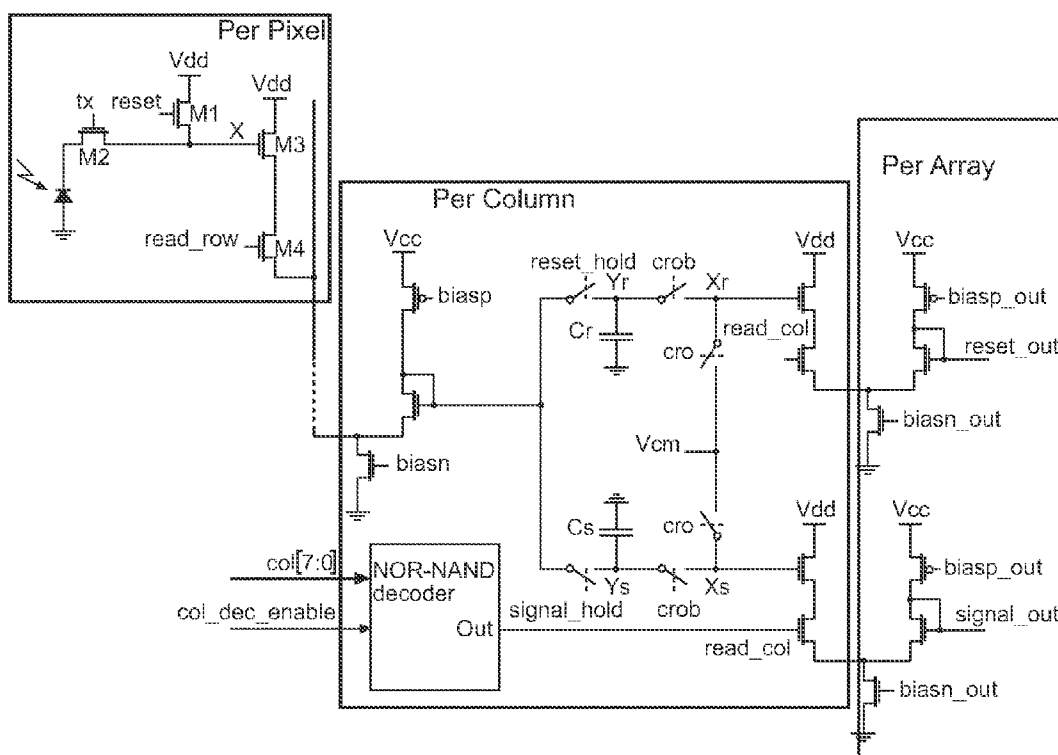 Per Pixel
Vdd
Vdd
tx
reset
M1
X
M3
M2
read_row
M4
Per Column
Per Array
Vcc
Vdd
Vcc
reset_hold
crob
Yr
Xr
biasp
biasp_out
Cr
read_col
cro
reset_out
biasn_out
Vcm
biasn
Vdd
Vcc
Cs
cro
col[7:0]
NOR-NAND
decoder
Ys
Xs
biasp_out
col_dec_enable
signal_hold
crob
signal_out
Out
read_col
biasn_out